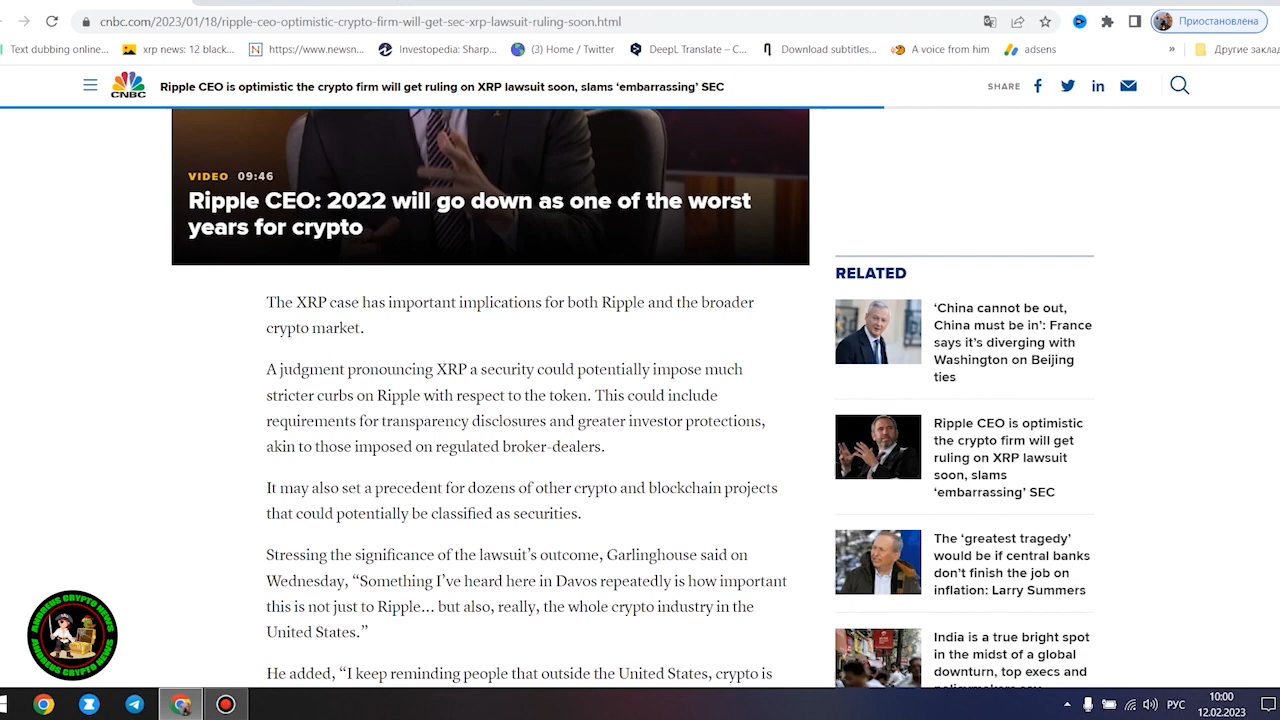 cnbc.com/2023/01/18/ripple-ceo-optimistic-crypto-firm-will-get-sec-xrp-lawsuit-ruling-soon.html
Приостановлена
Text dubbing online...
xrp news: 12 black...
https://www.newsn...
Investopedia: Sharp...
(3) Home / Twitter
DeepL Translate – C...
Download subtitles...
A voice from him
adsens
»
Другие заклад
CNBC
Ripple CEO is optimistic the crypto firm will get ruling on XRP lawsuit soon, slams ‘embarrassing’ SEC
SHARE
VIDEO 09:46
Ripple CEO: 2022 will go down as one of the worst
years for crypto
The XRP case has important implications for both Ripple and the broader
crypto market.
A judgment pronouncing XRP a security could potentially impose much
stricter curbs on Ripple with respect to the token. This could include
requirements for transparency disclosures and greater investor protections,
akin to those imposed on regulated broker-dealers.
It may also set a precedent for dozens of other crypto and blockchain projects
that could potentially be classified as securities.
Stressing the significance of the lawsuit’s outcome, Garlinghouse said on
Wednesday, “Something I’ve heard here in Davos repeatedly is how important
this is not just to Ripple… but also, really, the whole crypto industry in the
United States.”
He added, “I keep reminding people that outside the United States, crypto is
RELATED
‘China cannot be out,
China must be in’: France
says it’s diverging with
Washington on Beijing
ties
Ripple CEO is optimistic
the crypto firm will get
ruling on XRP lawsuit
soon, slams
‘embarrassing’ SEC
The ‘greatest tragedy’
would be if central banks
don’t finish the job on
inflation: Larry Summers
India is a true bright spot
in the midst of a global
downturn, top execs and
ANDREUS CRYPTO NEWS
ANDREUS CRYPTO NEWS
РУС
10:00
12.02.2023